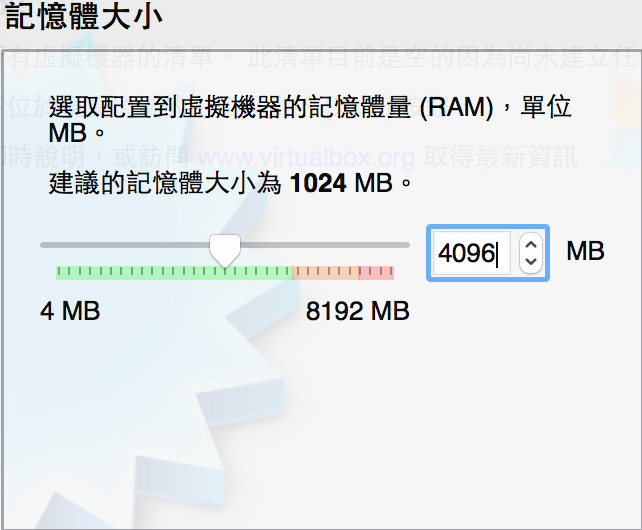 記憶體大小
有虛擬機器的清單。 此清單目前是空的因為尚未建立任
選取配置到虛擬機器的記憶體量 (RAM)，單位
MB。
時說明，或訪問 www.virtualbox.org 取得最新資訊
建議的記憶體大小為 1024 MB。
4096 MB
4 MB 8192 MB